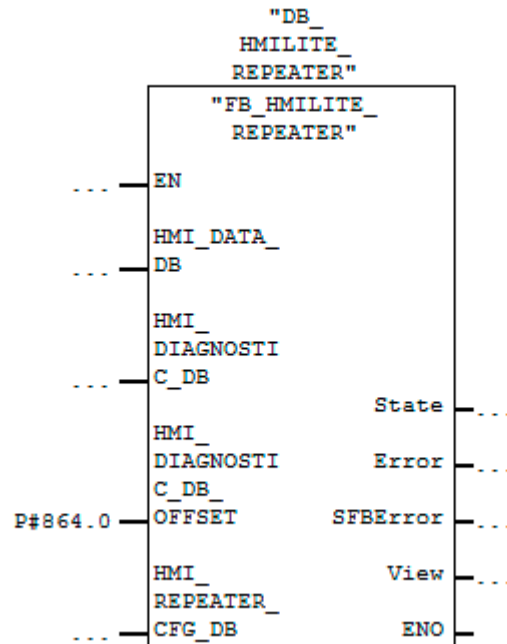 "DB_
HMILITE_
REPEATER"
"FB_HMILITE_
REPEATER"
... EN
HMI_DATA_
... DB
HMI_
DIAGNOSTI
... C_DB
State ...
HMI_
DIAGNOSTI Error ...
C_DB_
P#864.0 OFFSET SFBError ...
HMI_ View ...
REPEATER_
... CFG_DB ENO